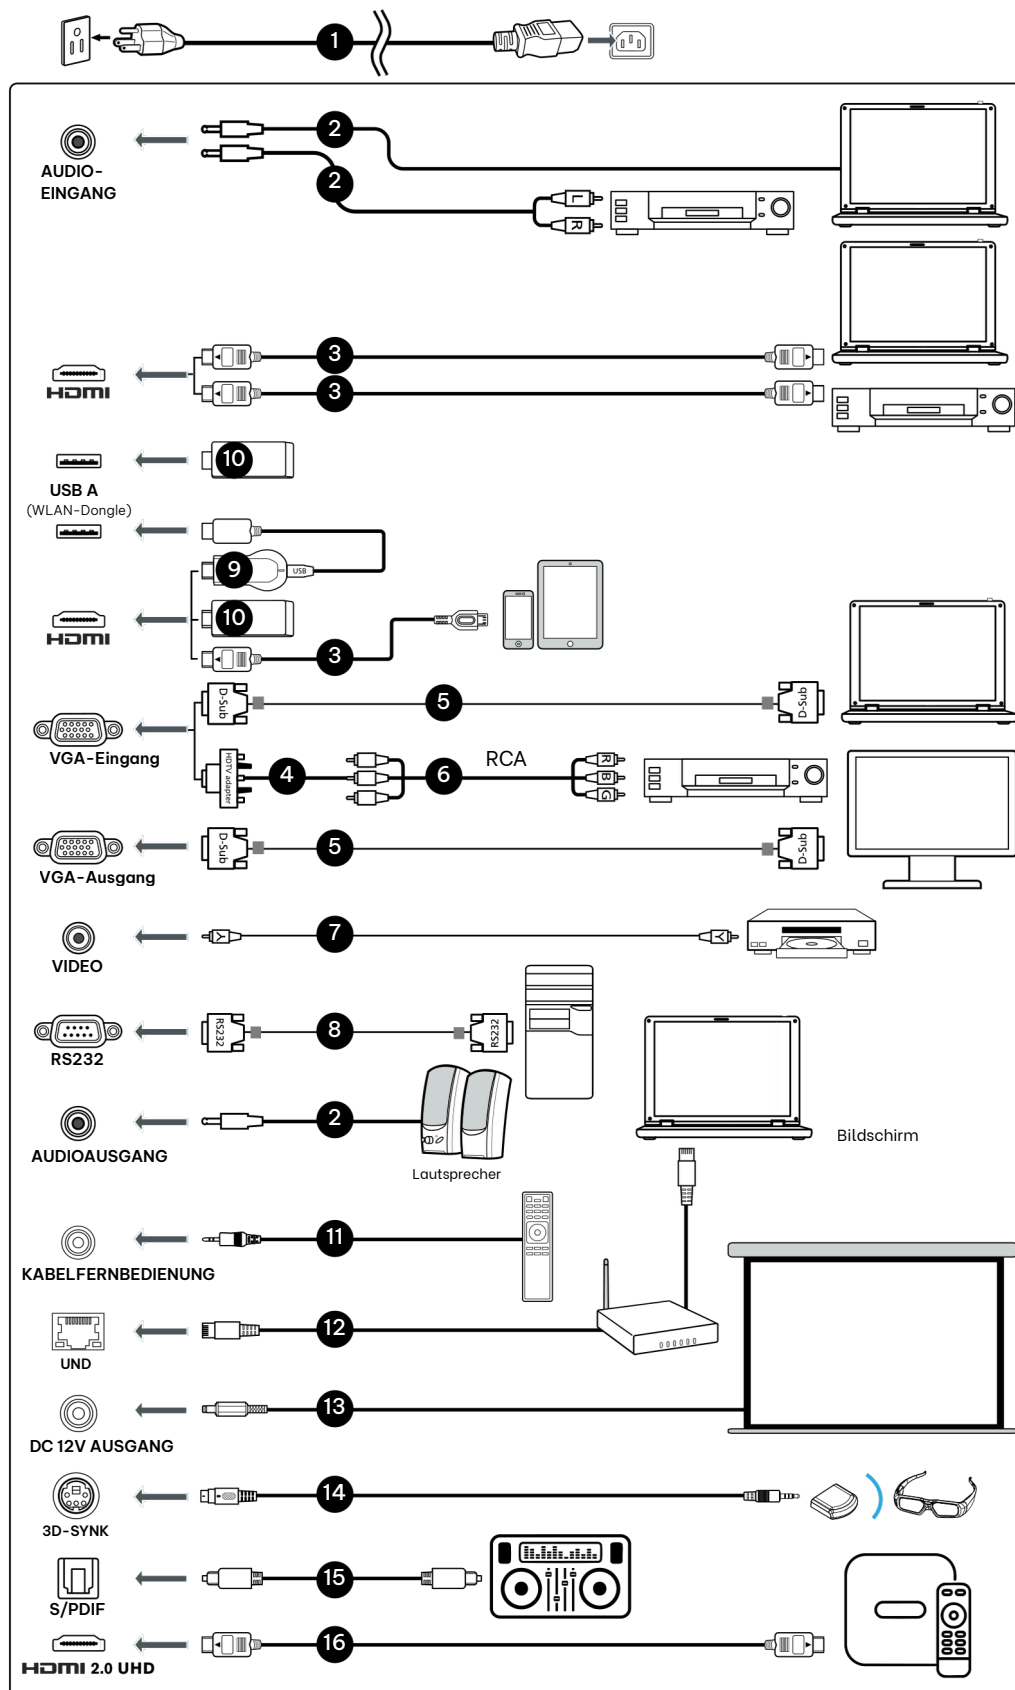 1
2
AUDIO-
EINGANG
2
L
R
3
HDMI
3
10
USB A
(WLAN-Dongle)
9
USB
10
HDMI
3
D-Sub
5
D-Sub
VGA-Eingang
HDTV adapter
4
6
RCA
R
B
G
D-Sub
5
D-Sub
VGA-Ausgang
Y
7
Y
VIDEO
RS232
8
RS232
RS232
2
AUDIOAUSGANG
Lautsprecher
Bildschirm
11
KABELFERNBEDIENUNG
12
UND
13
DC 12V AUSGANG
14
3D-SYNK
15
S/PDIF
16
HDMI 2.0 UHD